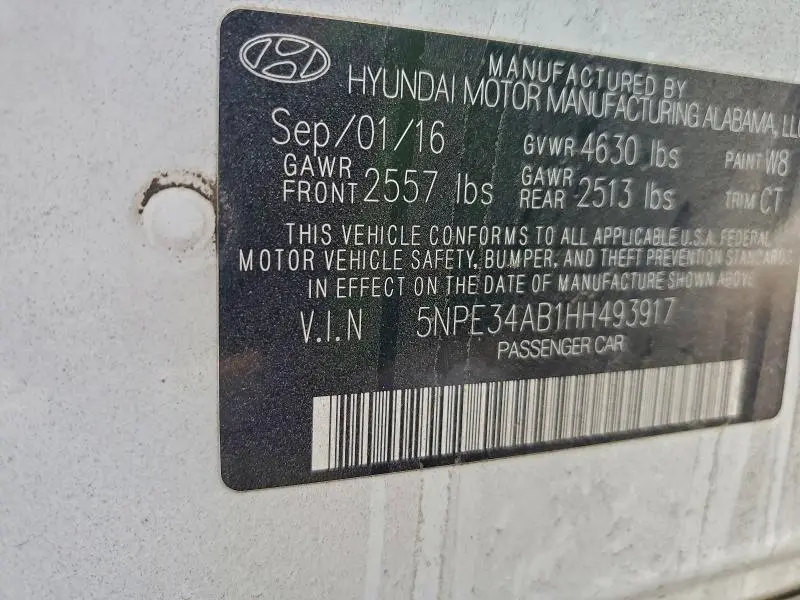 MANUFACTURED BY
HYUNDAI MOTOR MANUFACTURING ALABAMA, LLC
Sep/01/16 GVWR 4630 lbs PAINT W8
GAWR FRONT 2557 lbs GAWR REAR 2513 lbs TRIM CT
THIS VEHICLE CONFORMS TO ALL APPLICABLE U.S.A. FEDERAL
MOTOR VEHICLE SAFETY, BUMPER, AND THEFT PREVENTION STANDARDS
IN EFFECT ON THE DATE OF MANUFACTURE SHOWN ABOVE
V.I.N 5NPE34AB1HH493917
PASSENGER CAR